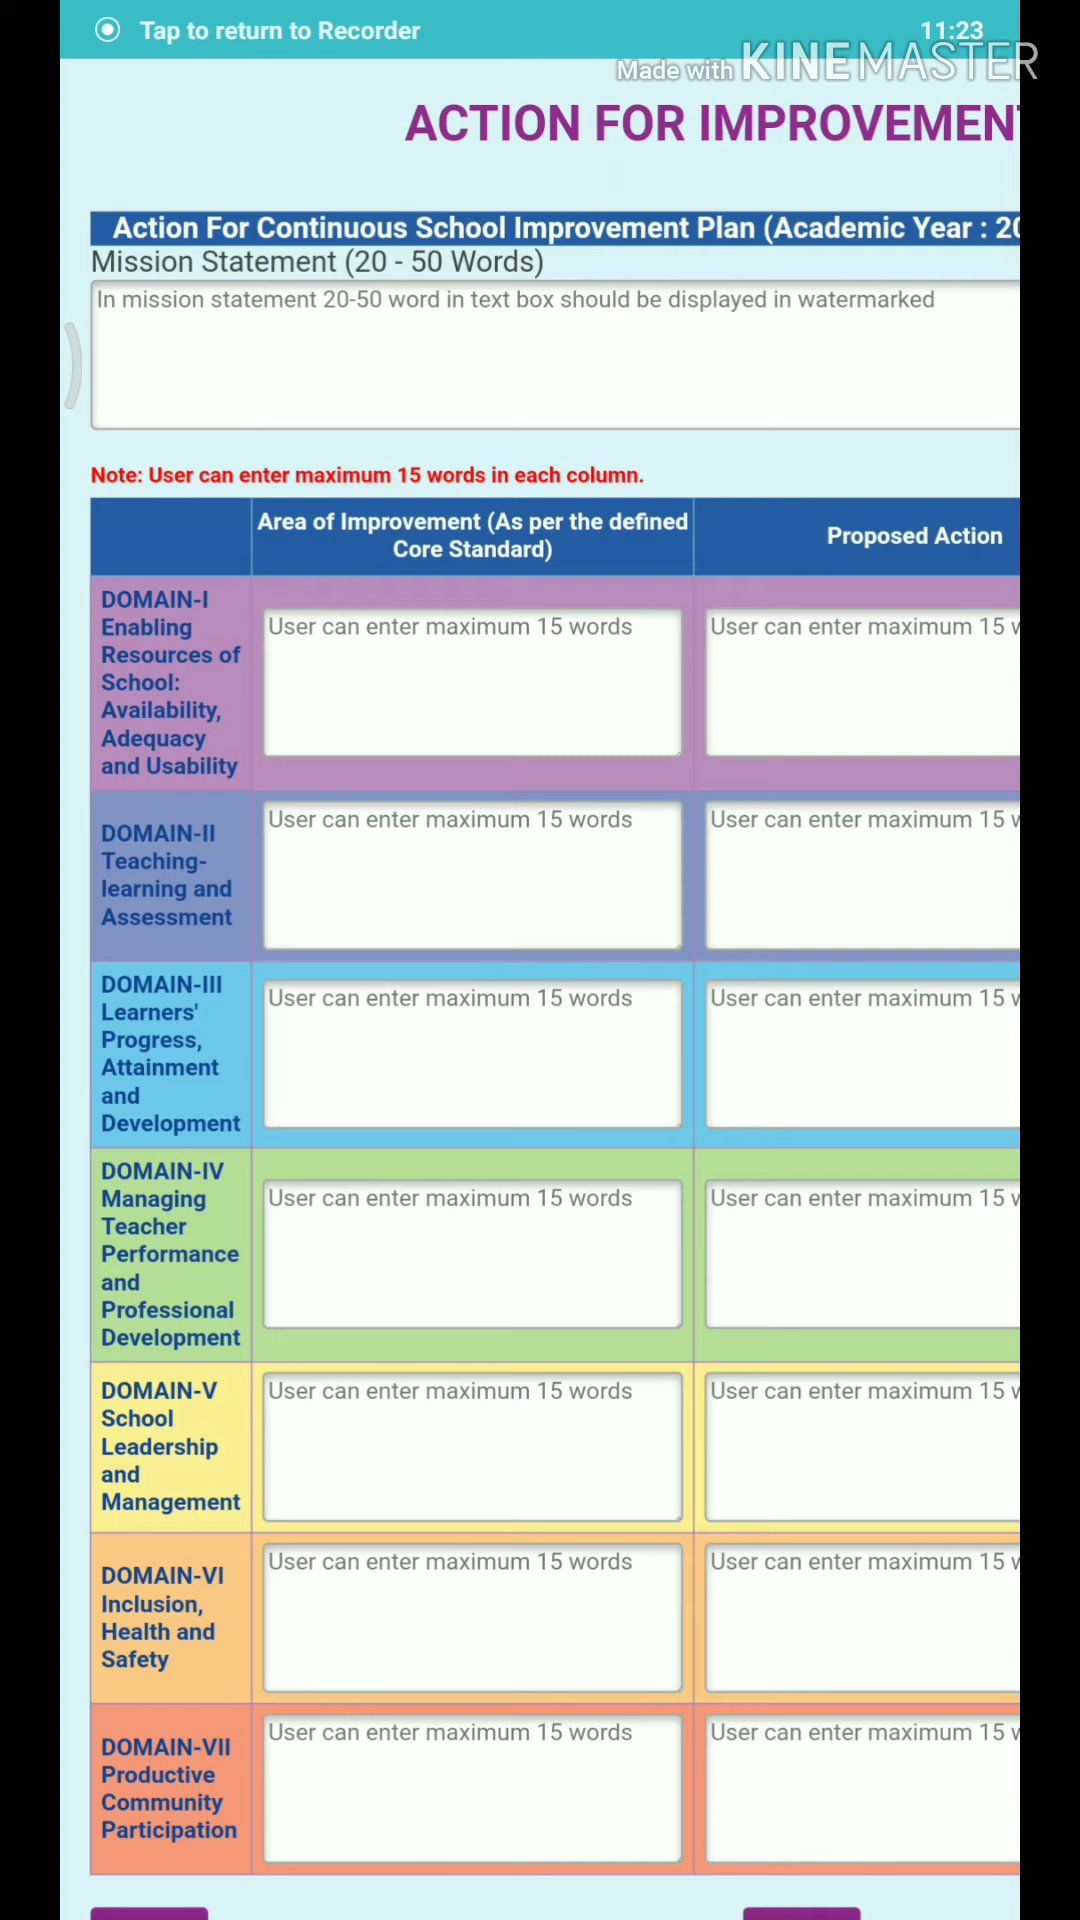 Tap to return to Recorder
11:23
Made with KINEMASTER
ACTION FOR IMPROVEMENT
Action For Continuous School Improvement Plan (Academic Year : 20
Mission Statement (20 - 50 Words)
In mission statement 20-50 word in text box should be displayed in watermarked
Note: User can enter maximum 15 words in each column.
Area of Improvement (As per the defined
Core Standard)
Proposed Action
DOMAIN-I
Enabling
Resources of
School:
Availability,
Adequacy
and Usability
User can enter maximum 15 words
User can enter maximum 15
DOMAIN-II
Teaching-
learning and
Assessment
User can enter maximum 15 words
User can enter maximum 15
DOMAIN-III
Learners'
Progress,
Attainment
and
Development
User can enter maximum 15 words
User can enter maximum 15
DOMAIN-IV
Managing
Teacher
Performance
and
Professional
Development
User can enter maximum 15 words
User can enter maximum 15
DOMAIN-V
School
Leadership
and
Management
User can enter maximum 15 words
User can enter maximum 15
DOMAIN-VI
Inclusion,
Health and
Safety
User can enter maximum 15 words
User can enter maximum 15
DOMAIN-VII
Productive
Community
Participation
User can enter maximum 15 words
User can enter maximum 15